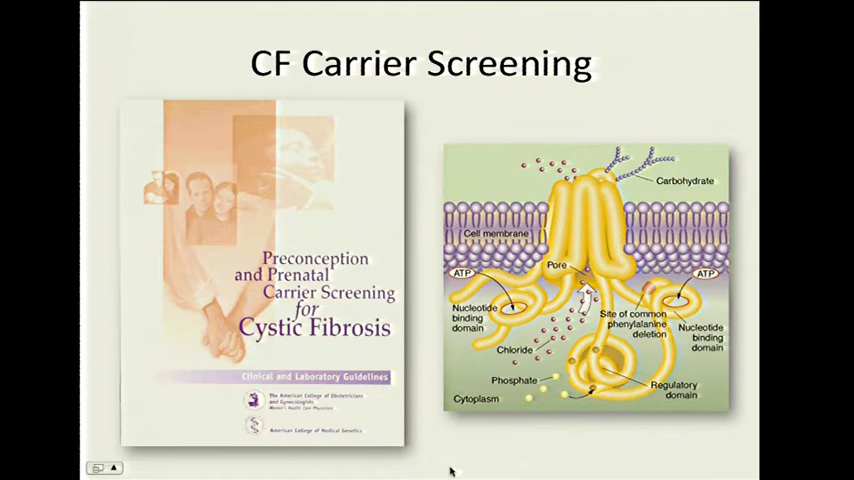 CF Carrier Screening
Preconception
and Prenatal
Carrier Screening
for
Cystic Fibrosis
Clinical and Laboratory Guidelines
The American College of Obstetricians
and Gynecologists
Women's Health Care Physicians
American College of Medical Genetics
Carbohydrate
Cell membrane
Pore
ATP
ATP
Nucleotide
binding
domain
Site of common
phenylalanine
deletion
Nucleotide
binding
domain
Chloride
Phosphate
Regulatory
domain
Cytoplasm